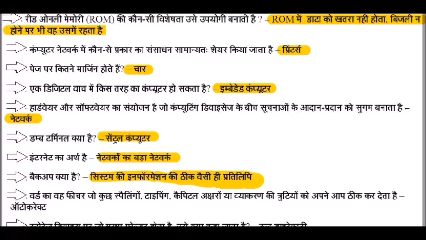 रीड ओनली मेमोरी (ROM) की कौन-सी विशेषता उसे उपयोगी बनाती है ? – ROM में डाटा को खतरा नहीं होता, बिजली न
होने पर भी वह उसमें रहता है
कंप्यूटर नेटवर्क में कौन-से प्रकार का संसाधन सामान्यतः शेयर किया जाता है – प्रिंटर्स
पेज पर कितने मार्जिन होते हैं? चार
एक डिजिटल वाच में किस तरह का कंप्यूटर हो सकता है? इम्बेडेड कंप्यूटर
हार्डवेयर और सॉफ्टवेयर का संयोजन है जो कंप्यूटिंग डिवाइसेज के बीच सूचनाओं के आदान-प्रदान को सुगम बनाता है –
नेटवर्क
डम्ब टर्मिनल क्या है? – सेंट्रल कंप्यूटर
इंटरनेट का अर्थ है – नेटवर्कों का बड़ा नेटवर्क
बैकअप क्या है? – सिस्टम की इनफॉरमेशन की ठीक वैसी ही प्रतिलिपि
वर्ड का वह फीचर जो कुछ स्पैलिंगों, टाइपिंग, कैपिटल अक्षरों या व्याकरण की त्रुटियों को अपने आप ठीक कर देता है –
ऑटोकरेक्ट